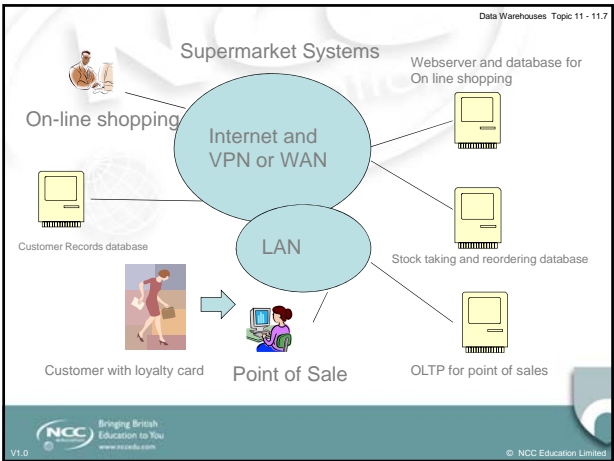 Data Warehouses Topic 11 - 11.7
Supermarket Systems
Webserver and database for
On line shopping
On-line shopping
Internet and
VPN or WAN
Customer Records database
LAN
Stock taking and reordering database
Customer with loyalty card
Point of Sale
OLTP for point of sales
NCC
education
Bringing British
Education to You
www.nccedu.com
V1.0
© NCC Education Limited